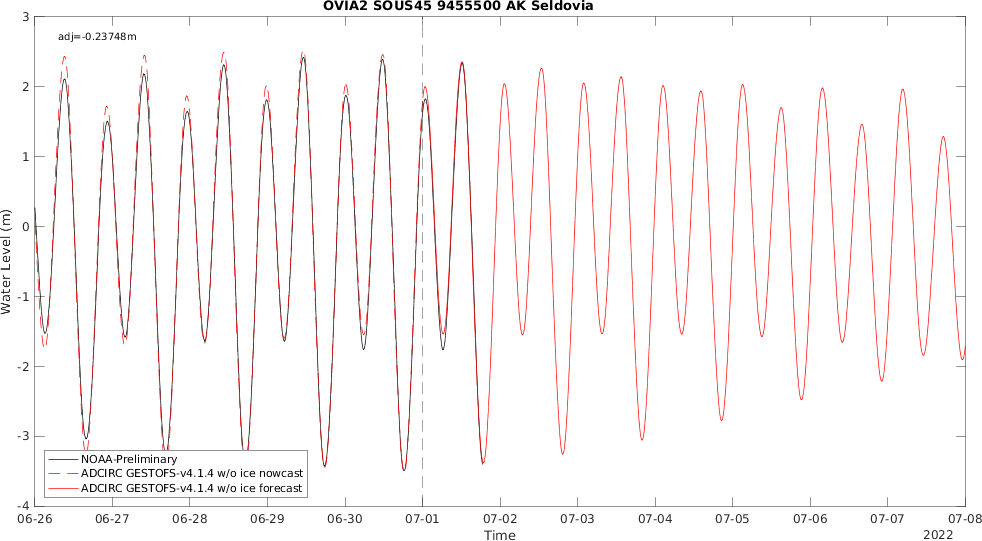 OVIA2 SOUS45 9455500 AK Seldovia
adj=-0.23748m
3
2
1
0
-1
-2
-3
-4
Water Level (m)
NOAA-Preliminary
ADCIRC GESTOFS-v4.1.4 w/o ice nowcast
ADCIRC GESTOFS-v4.1.4 w/o ice forecast
06-26 06-27 06-28 06-29 06-30 07-01 07-02 07-03 07-04 07-05 07-06 07-07 07-08
Time
2022